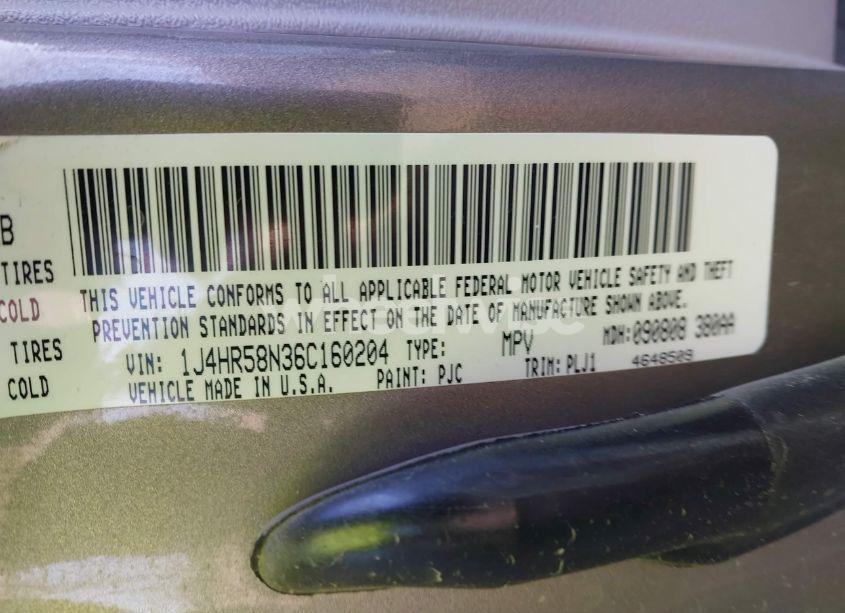 B
TIRES
COLD
TIRES
COLD
THIS VEHICLE CONFORMS TO ALL APPLICABLE FEDERAL MOTOR VEHICLE SAFETY AND THEFT
PREVENTION STANDARDS IN EFFECT ON THE DATE OF MANUFACTURE SHOWN ABOVE.
VIN: 1J4HR58N36C160204 TYPE: MPV MDH: 090808 380AA
VEHICLE MADE IN U.S.A. PAINT: PJC TRIM: PLJ1 4648509